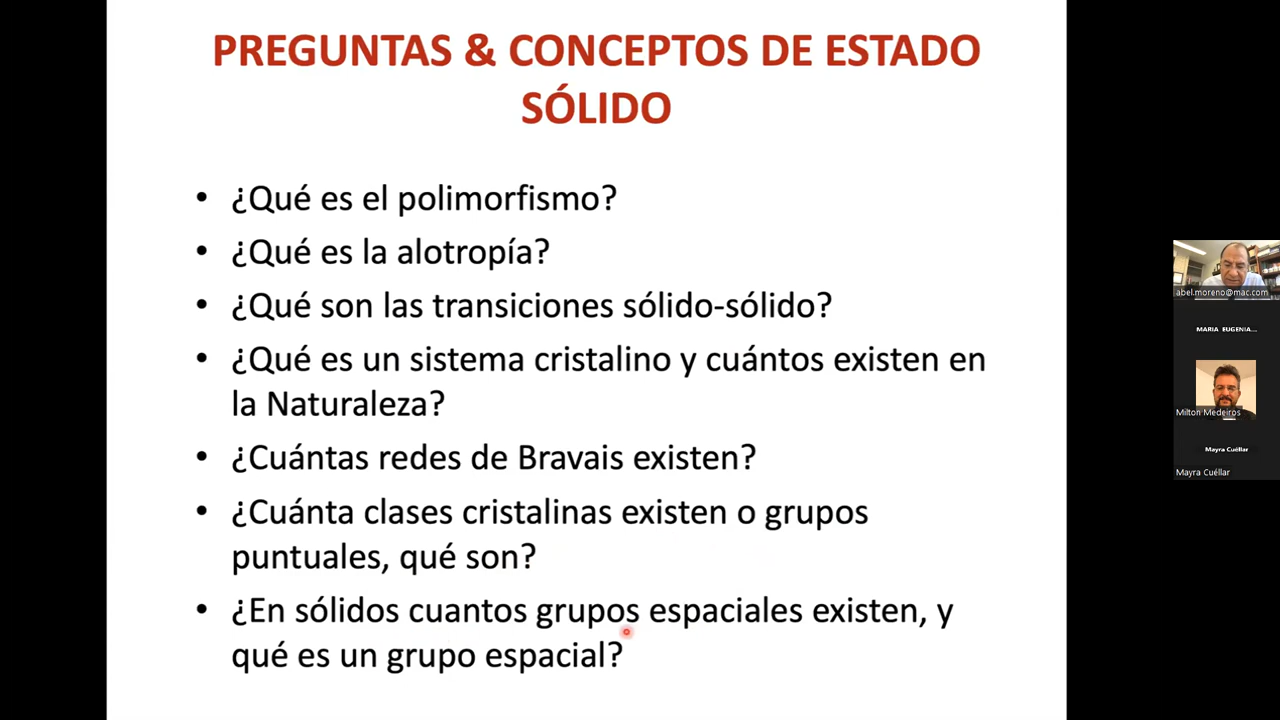 PREGUNTAS & CONCEPTOS DE ESTADO
SÓLIDO
• ¿Qué es el polimorfismo?
• ¿Qué es la alotropía?
• ¿Qué son las transiciones sólido-sólido?
• ¿Qué es un sistema cristalino y cuántos existen en
la Naturaleza?
• ¿Cuántas redes de Bravais existen?
• ¿Cuánta clases cristalinas existen o grupos
puntuales, qué son?
• ¿En sólidos cuantos grupos espaciales existen, y
qué es un grupo espacial?
abel.moreno@mac.com
MARIA EUGENIA...
Milton Medeiros
Mayra Cuéllar
Mayra Cuéllar